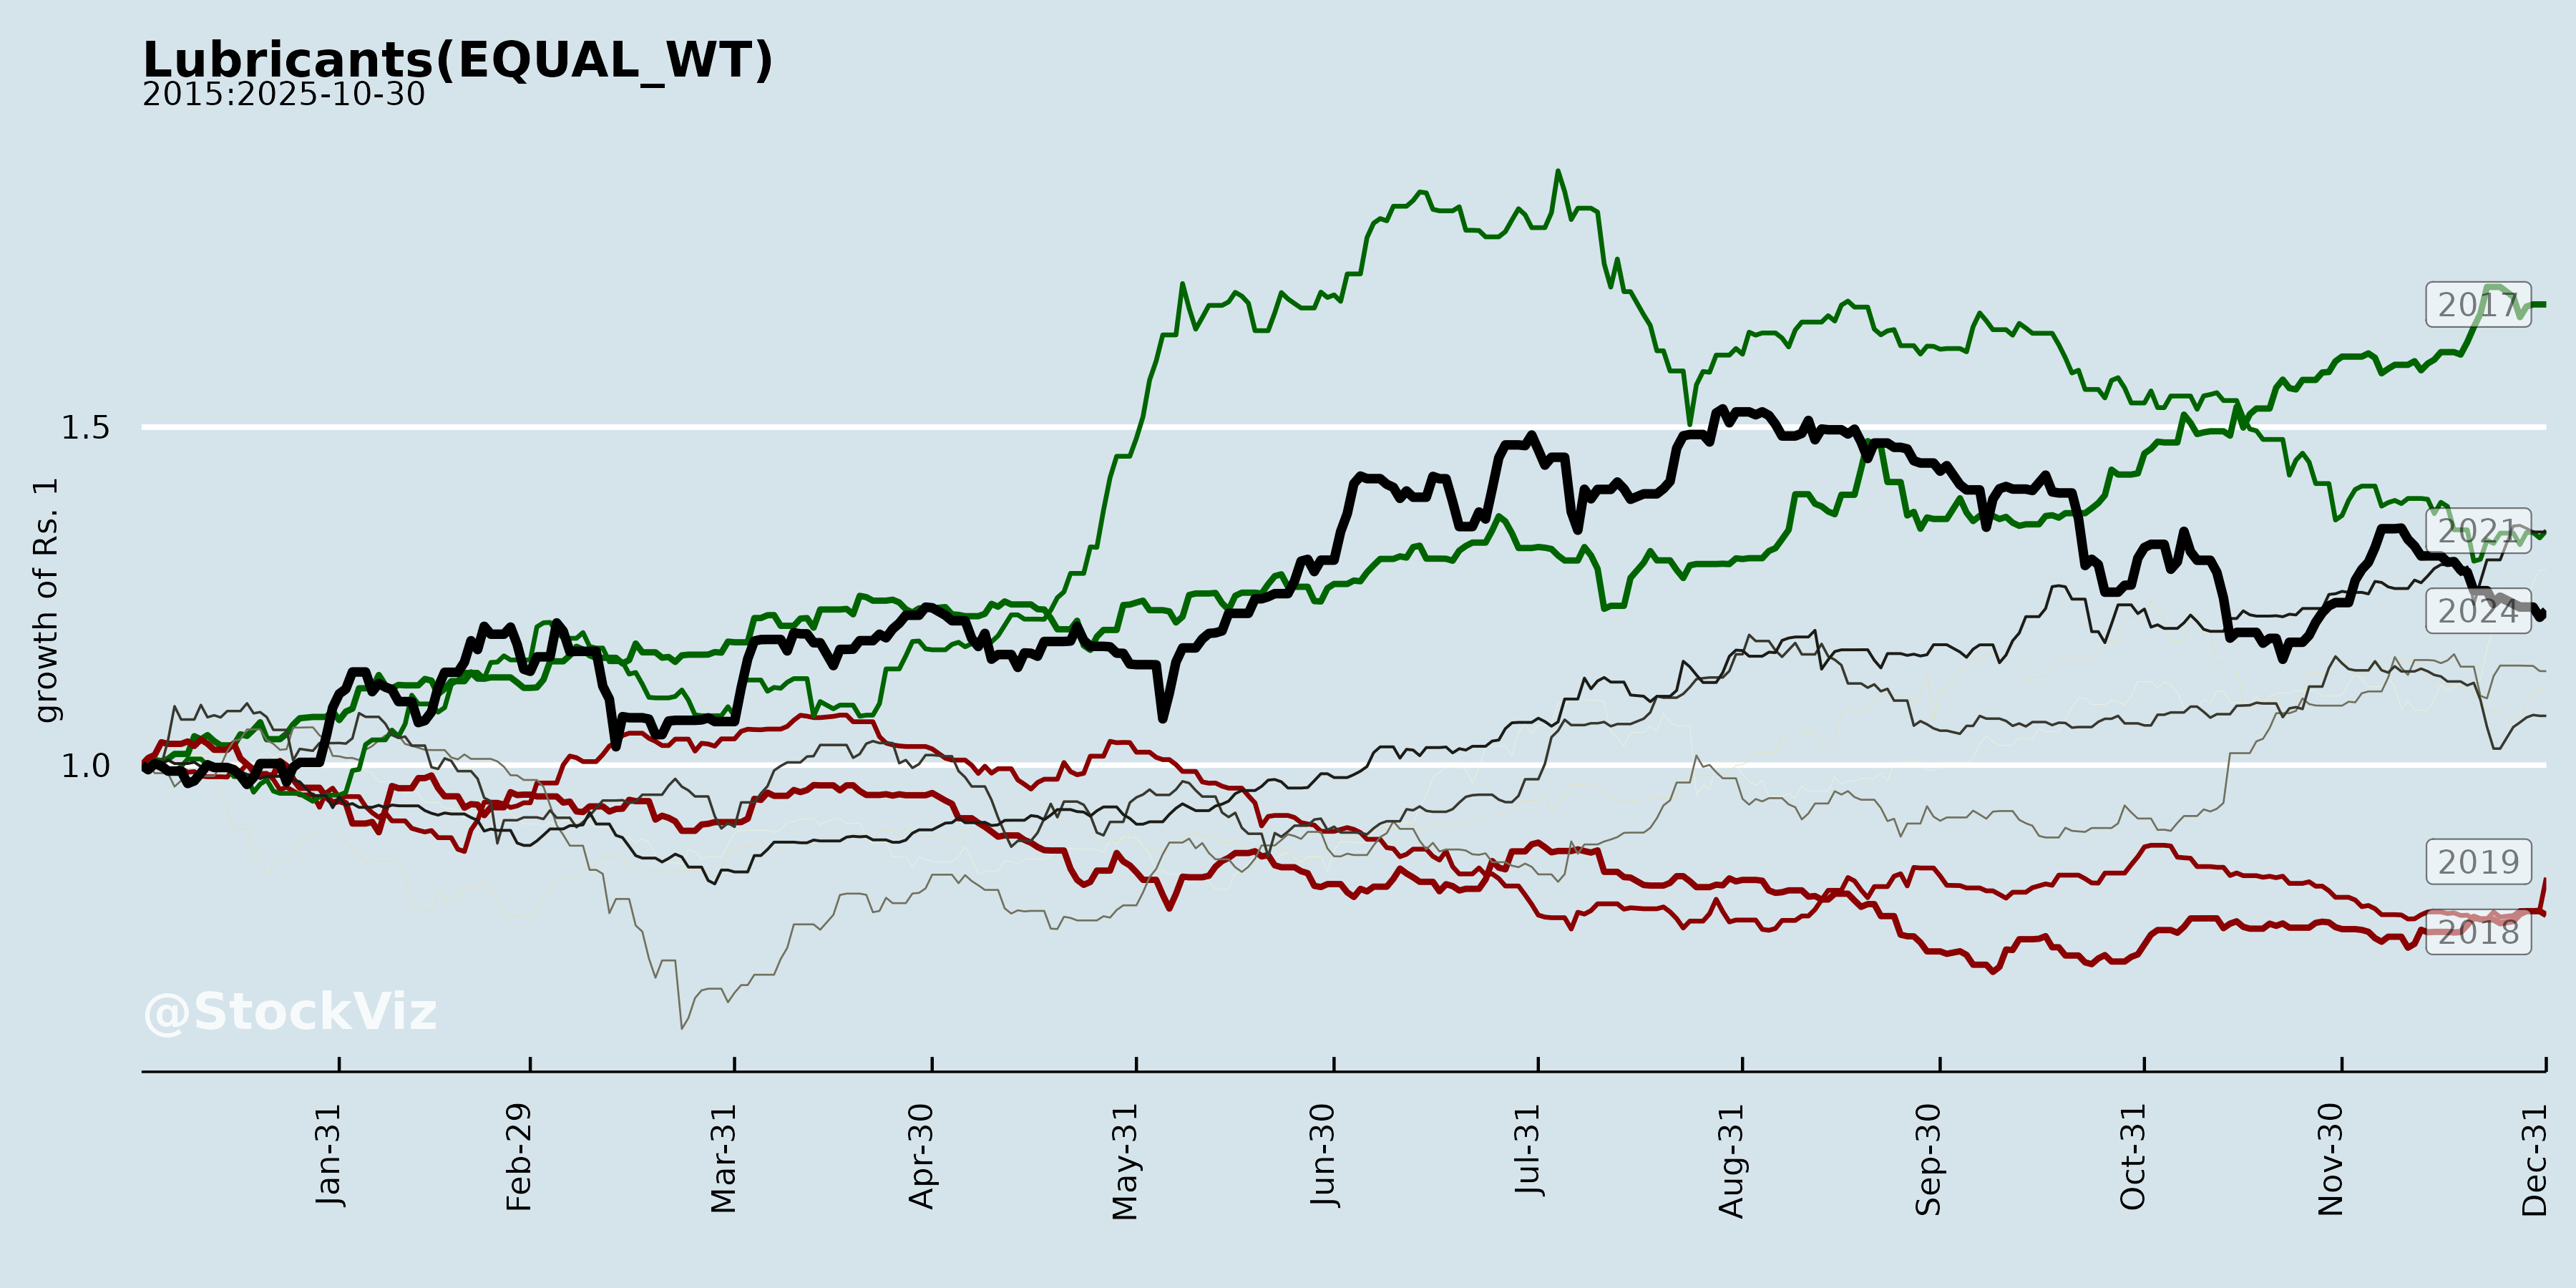 Lubricants(EQUAL_WT)
2015:2025-10-30
growth of Rs. 1
1.5
1.0
2017
2021
2024
2019
2018
@StockViz
Jan-31
Feb-29
Mar-31
Apr-30
May-31
Jun-30
Jul-31
Aug-31
Sep-30
Oct-31
Nov-30
Dec-31